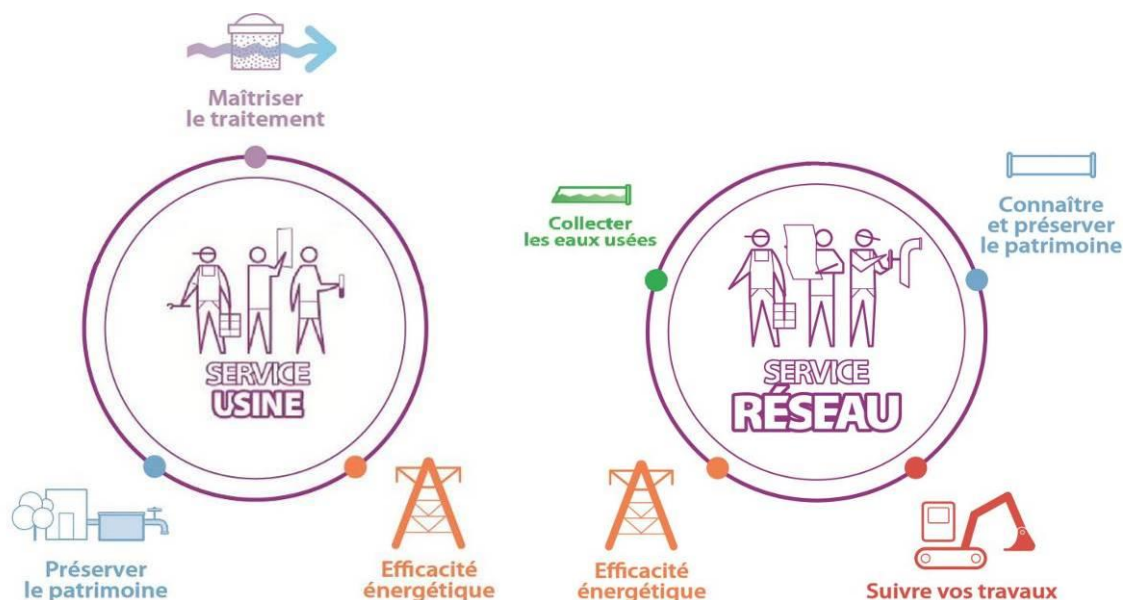 Maîtriser
le traitement
SERVICE
USINE
Préserver
le patrimoine
Efficacité
énergétique
Collecter
les eaux usées
Connaître
et préserver
le patrimoine
SERVICE
RÉSEAU
Efficacité
énergétique
Suivre vos travaux